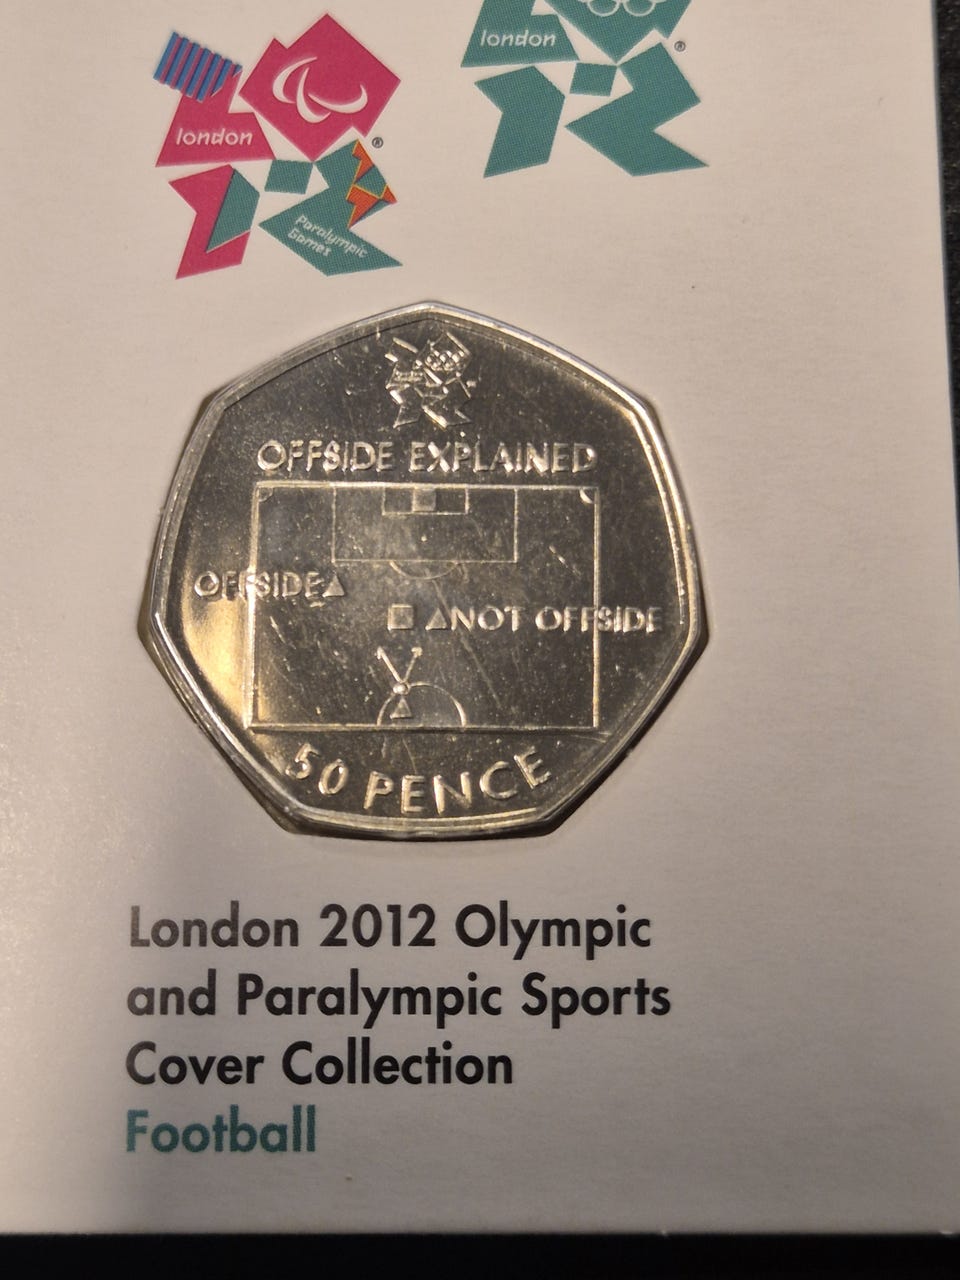 london
london
Paralympic
Games
OFFSIDE EXPLAINED
OFFSIDE
NOT OFFSIDE
50 PENCE
London 2012 Olympic
and Paralympic Sports
Cover Collection
Football